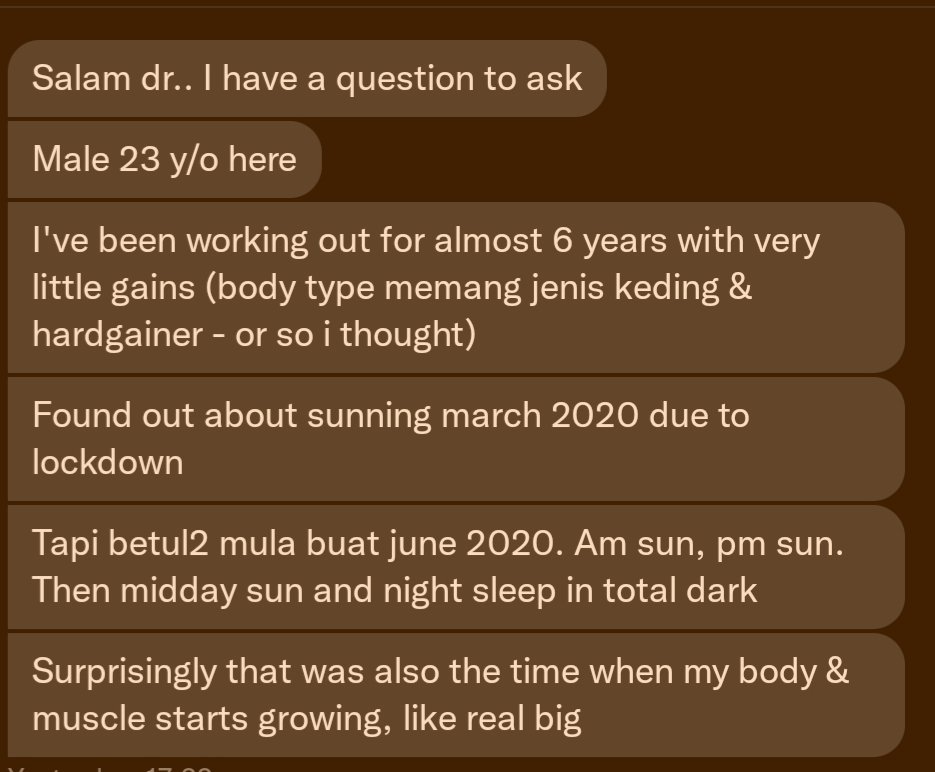 Salam dr.. I have a question to ask
Male 23 y/o here
I've been working out for almost 6 years with very
little gains (body type memang jenis keding &
hardgainer - or so i thought)
Found out about sunning march 2020 due to
lockdown
Tapi betul2 mula buat june 2020. Am sun, pm sun.
Then midday sun and night sleep in total dark
Surprisingly that was also the time when my body &
muscle starts growing, like real big